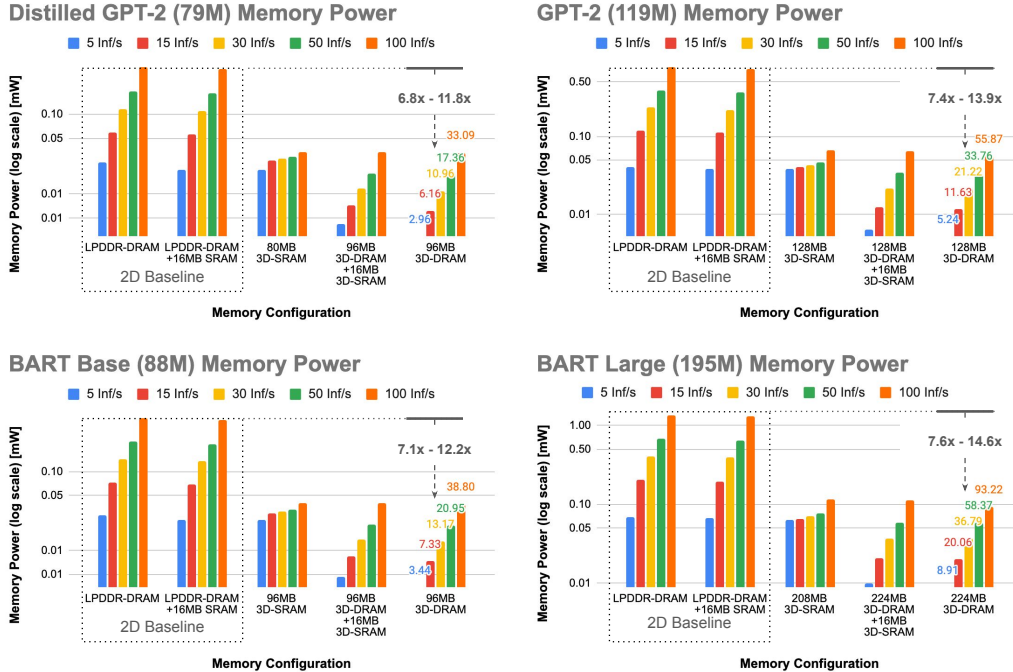 Distilled GPT-2 (79M) Memory Power
5 Inf/s 15 Inf/s 30 Inf/s 50 Inf/s 100 Inf/s
Memory Power (log scale) [mW]
0.10
0.05
0.01
0.01
6.8x - 11.8x
33.09
17.36
10.96
6.16
2.96
LPDDR-DRAM
LPDDR-DRAM
+16MB SRAM
80MB
3D-SRAM
96MB
3D-DRAM
+16MB
3D-SRAM
96MB
3D-DRAM
2D Baseline
Memory Configuration
GPT-2 (119M) Memory Power
5 Inf/s 15 Inf/s 30 Inf/s 50 Inf/s 100 Inf/s
Memory Power (log scale) [mW]
0.50
0.10
0.05
0.01
7.4x - 13.9x
55.87
33.76
21.22
11.63
5.24
LPDDR-DRAM
LPDDR-DRAM
+16MB SRAM
128MB
3D-SRAM
128MB
3D-DRAM
+16MB
3D-SRAM
128MB
3D-DRAM
2D Baseline
Memory Configuration
BART Base (88M) Memory Power
5 Inf/s 15 Inf/s 30 Inf/s 50 Inf/s 100 Inf/s
Memory Power (log scale) [mW]
0.10
0.05
0.01
0.01
7.1x - 12.2x
38.80
20.95
13.17
7.33
3.44
LPDDR-DRAM
LPDDR-DRAM
+16MB SRAM
96MB
3D-SRAM
96MB
3D-DRAM
+16MB
3D-SRAM
96MB
3D-DRAM
2D Baseline
Memory Configuration
BART Large (195M) Memory Power
5 Inf/s 15 Inf/s 30 Inf/s 50 Inf/s 100 Inf/s
Memory Power (log scale) [mW]
1.00
0.50
0.10
0.05
0.01
7.6x - 14.6x
93.22
58.37
36.79
20.06
8.91
LPDDR-DRAM
LPDDR-DRAM
+16MB SRAM
208MB
3D-SRAM
224MB
3D-DRAM
+16MB
3D-SRAM
224MB
3D-DRAM
2D Baseline
Memory Configuration